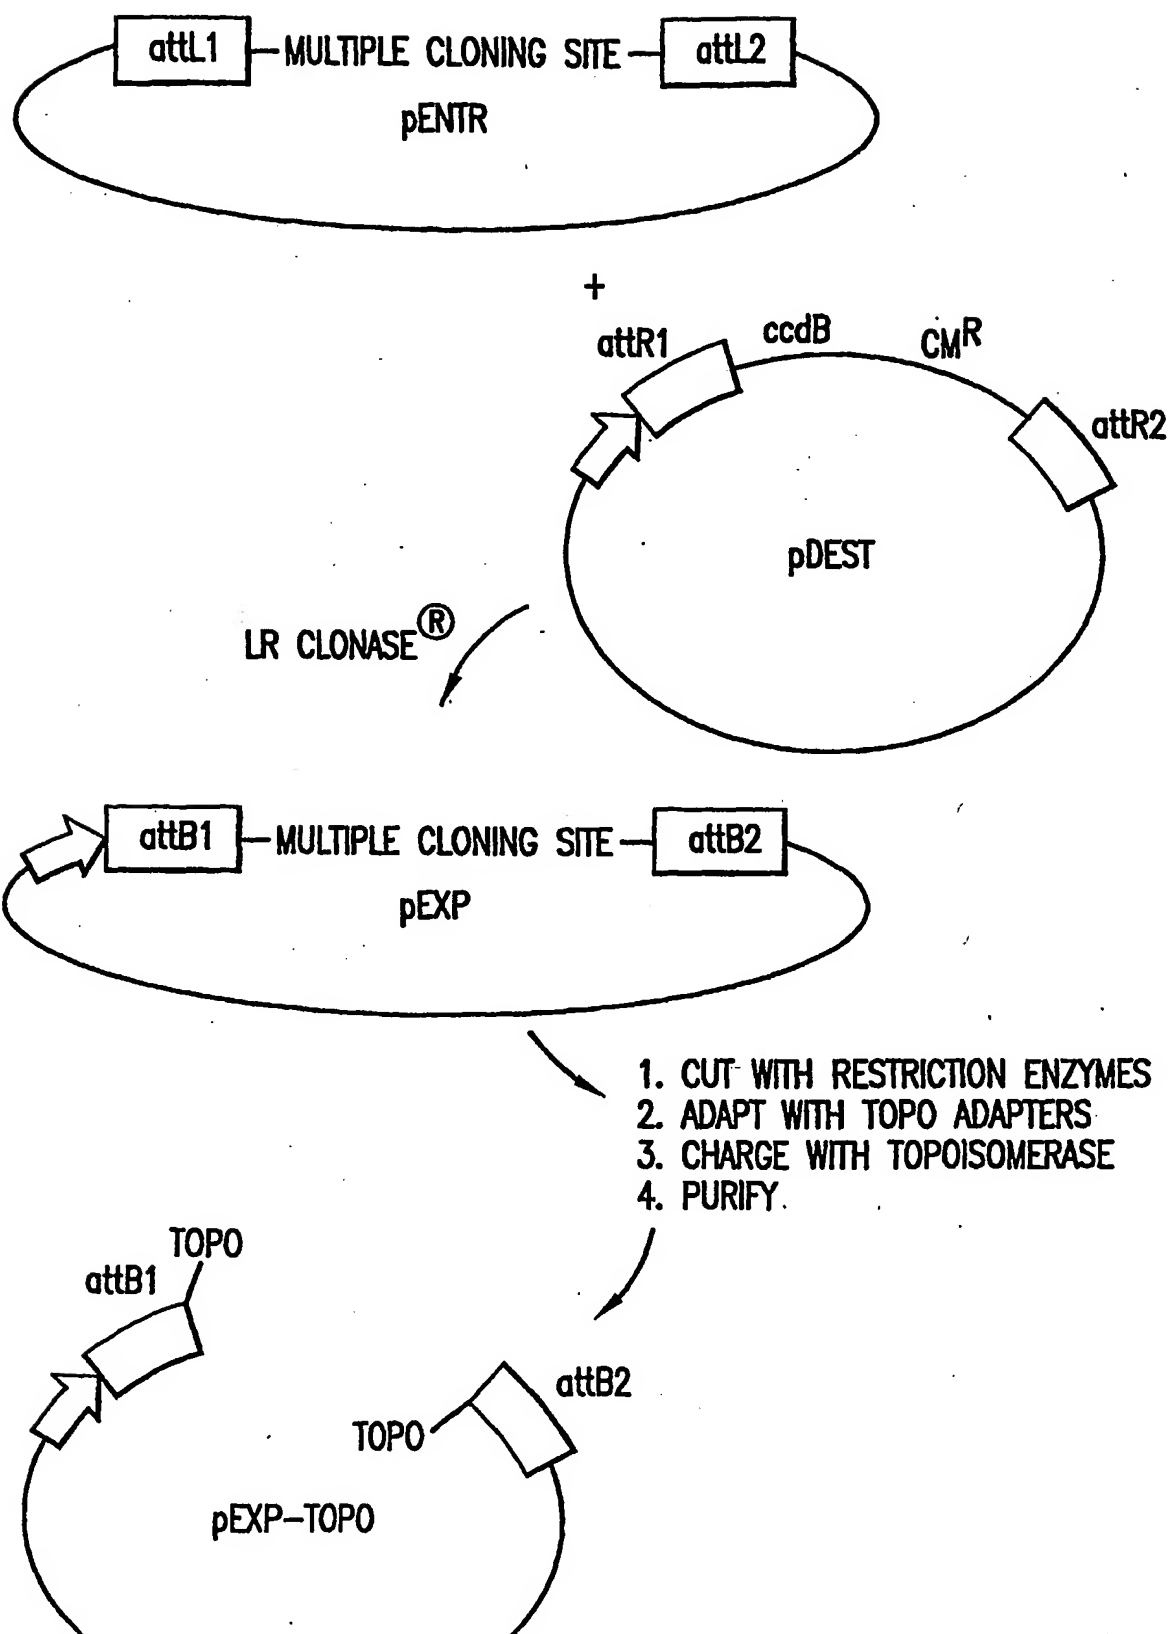 attL1 MULTIPLE CLONING SITE attL2
pENTR
+
attR1 ccdB CMR
attR2
pDEST
LR CLONASE®
attB1 MULTIPLE CLONING SITE attB2
pEXP
1. CUT WITH RESTRICTION ENZYMES
2. ADAPT WITH TOPO ADAPTERS
3. CHARGE WITH TOPOISOMERASE
4. PURIFY
TOPO
attB1
attB2
TOPO
pEXP-TOPO